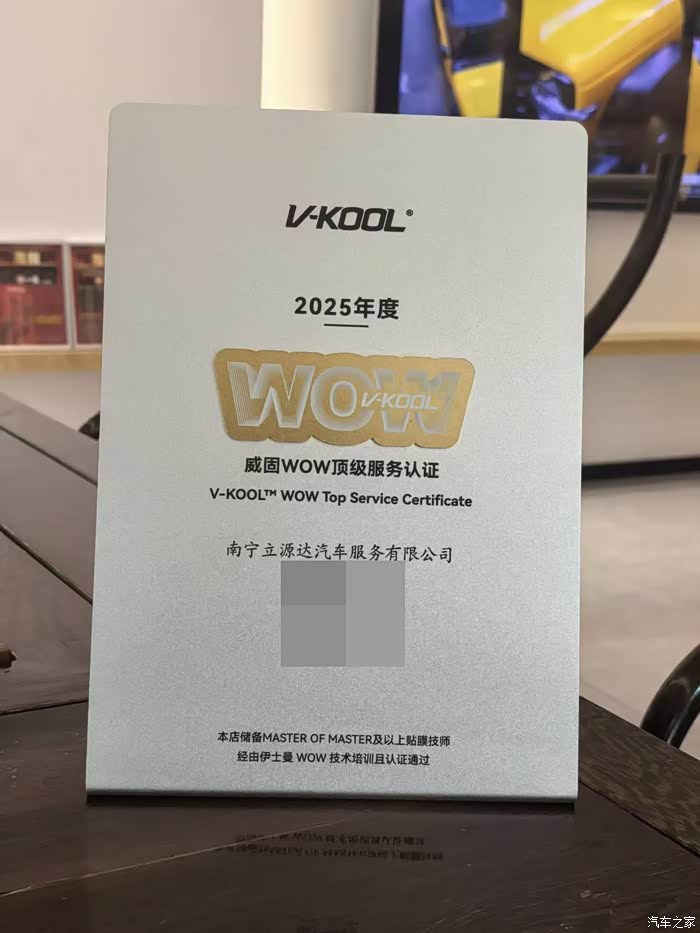 V-KOOL®
2025年度
WOW
V-KOOL
威固WOW顶级服务认证
V-KOOL™ WOW Top Service Certificate
南宁立源达汽车服务有限公司
本店储备MASTER OF MASTER及以上贴膜技师
经由伊士曼 WOW 技术培训且认证通过
汽车之家